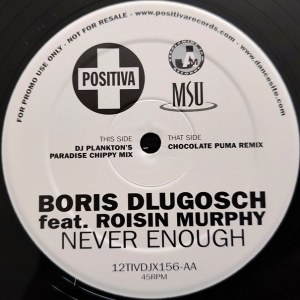 FOR PROMO USE ONLY - NOT FOR RESALE - www.positivarecords.com - www.dancesite.com
POSITIVA
MSU
THIS SIDE
DJ PLANKTON'S
PARADISE CHIPPY MIX
THAT SIDE
CHOCOLATE PUMA REMIX
BORIS DLUGOSCH
feat. ROISIN MURPHY
NEVER ENOUGH
12TIVDJX156-AA
45RPM